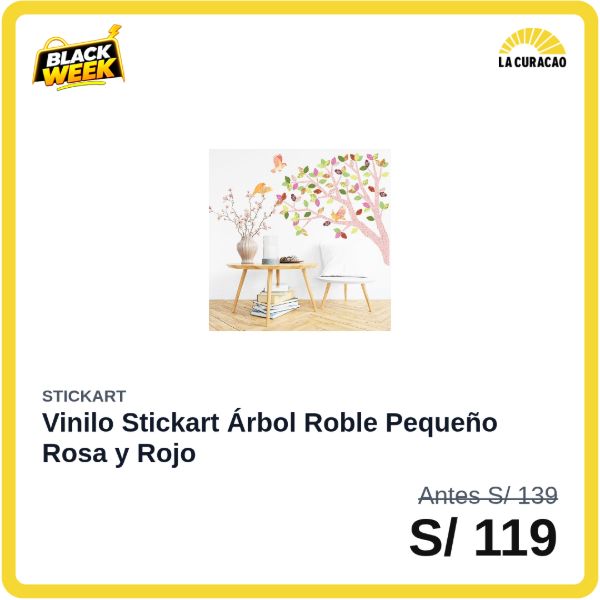 BLACK
WEEK
LA CURACAO
STICKART
Vinilo Stickart Árbol Roble Pequeño
Rosa y Rojo
Antes S/ 139
S/ 119